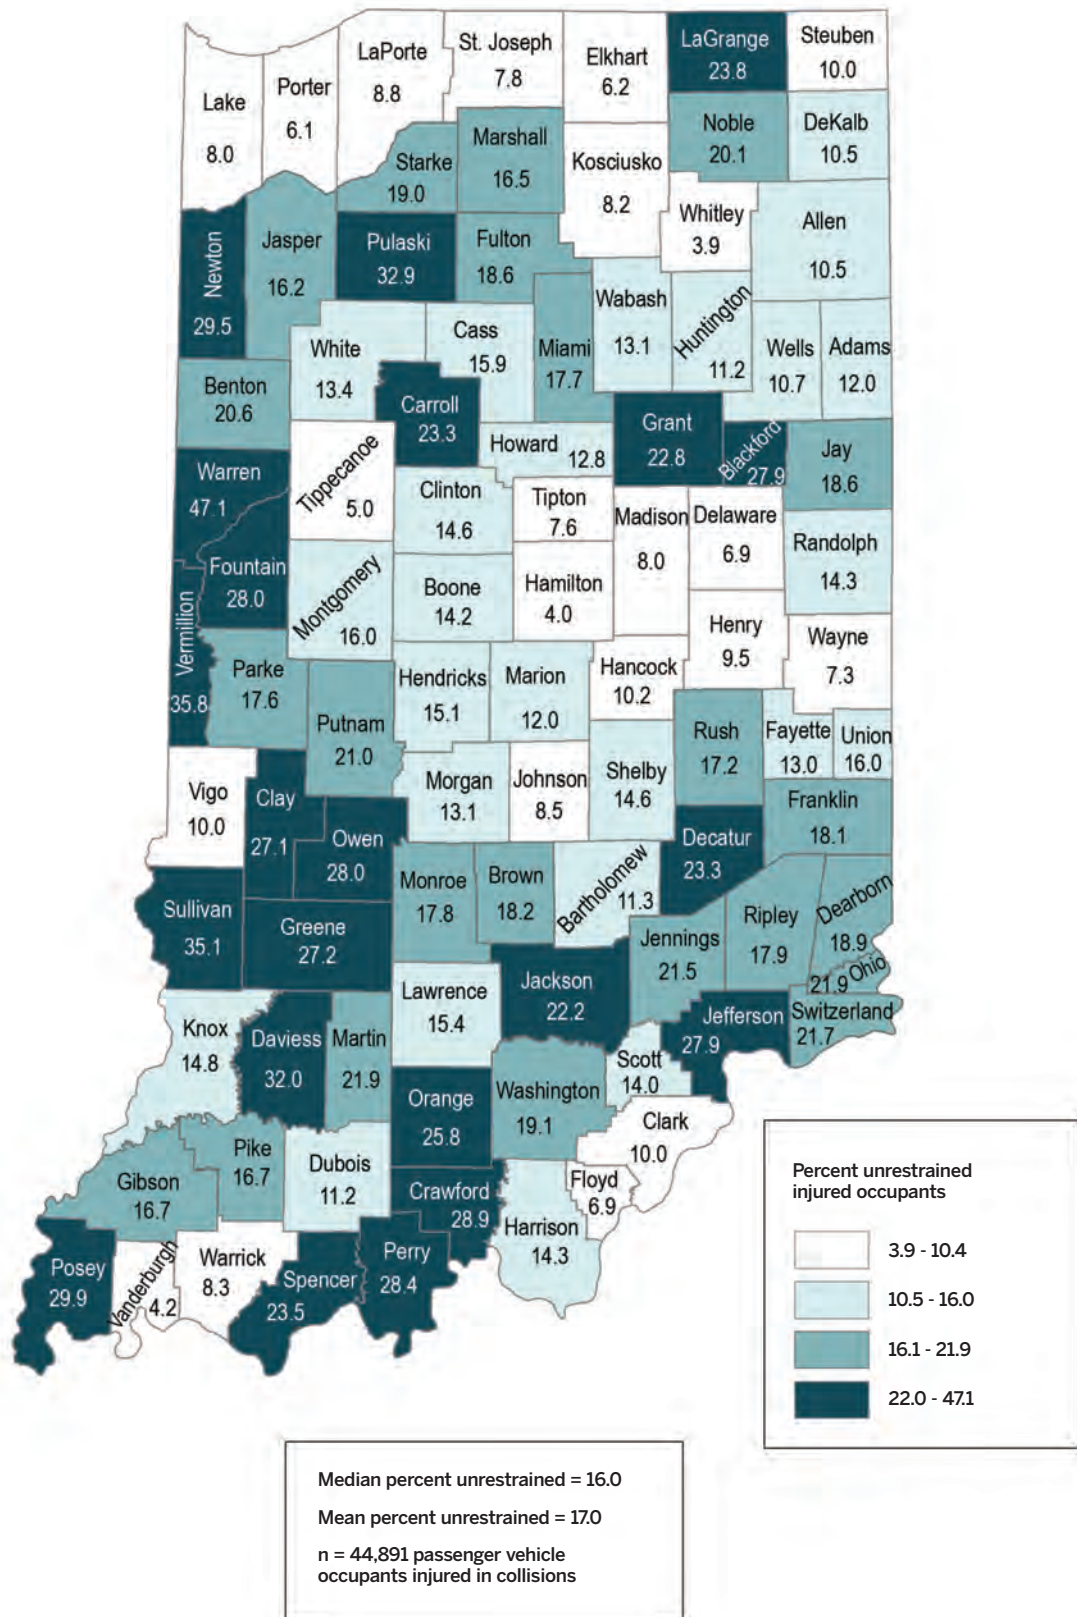 LaGrange
23.8
Steuben
10.0
St. Joseph
7.8
LaPorte
8.8
Elkhart
6.2
Porter
6.1
Lake
8.0
Noble
20.1
DeKalb
10.5
Marshall
16.5
Starke
19.0
Kosciusko
8.2
Whitley
3.9
Allen
10.5
Newton
29.5
Jasper
16.2
Pulaski
32.9
Fulton
18.6
Wabash
13.1
Huntington
11.2
White
13.4
Cass
15.9
Miami
17.7
Wells
10.7
Adams
12.0
Benton
20.6
Carroll
23.3
Grant
22.8
Blackford
27.9
Jay
18.6
Howard
12.8
Warren
47.1
Tippecanoe
5.0
Clinton
14.6
Tipton
7.6
Madison
8.0
Delaware
6.9
Randolph
14.3
Fountain
28.0
Montgomery
16.0
Boone
14.2
Hamilton
4.0
Vermillion
35.8
Henry
9.5
Wayne
7.3
Parke
17.6
Hendricks
15.1
Marion
12.0
Hancock
10.2
Putnam
21.0
Rush
17.2
Fayette
13.0
Union
16.0
Vigo
10.0
Clay
27.1
Morgan
13.1
Johnson
8.5
Shelby
14.6
Franklin
18.1
Owen
28.0
Decatur
23.3
Monroe
17.8
Brown
18.2
Bartholomew
11.3
Sullivan
35.1
Greene
27.2
Jennings
21.5
Ripley
17.9
Dearborn
18.9
Ohio
21.9
Jackson
22.2
Lawrence
15.4
Jefferson
27.9
Switzerland
21.7
Knox
14.8
Daviess
32.0
Martin
21.9
Scott
14.0
Orange
25.8
Washington
19.1
Clark
10.0
Pike
16.7
Dubois
11.2
Gibson
16.7
Crawford
28.9
Floyd
6.9
Harrison
14.3
Posey
29.9
Vanderburgh
4.2
Warrick
8.3
Spencer
23.5
Perry
28.4
Percent unrestrained
injured occupants
3.9 - 10.4
10.5 - 16.0
16.1 - 21.9
22.0 - 47.1
Median percent unrestrained = 16.0
Mean percent unrestrained = 17.0
n = 44,891 passenger vehicle
occupants injured in collisions